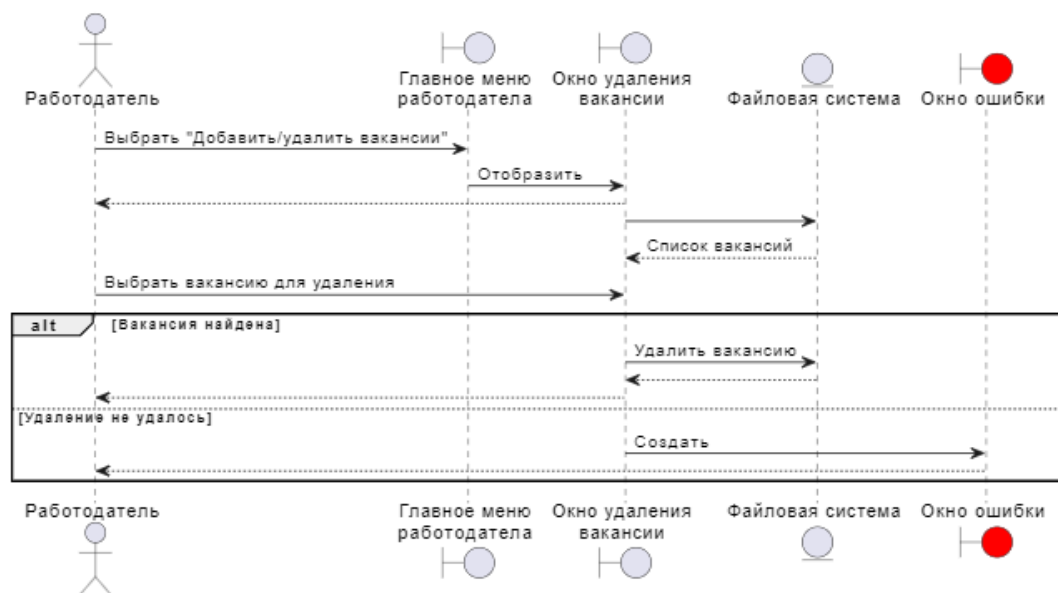 Работодатель
Главное меню
работодатела
Окно удаления
вакансии
Файловая система
Окно ошибки
Выбрать "Добавить/удалить вакансии"
Отобразить
Список вакансий
Выбрать вакансию для удаления
alt
[Вакансия найдена]
Удалить вакансию
[Удаление не удалось]
Создать
Работодатель
Главное меню
работодатела
Окно удаления
вакансии
Файловая система
Окно ошибки